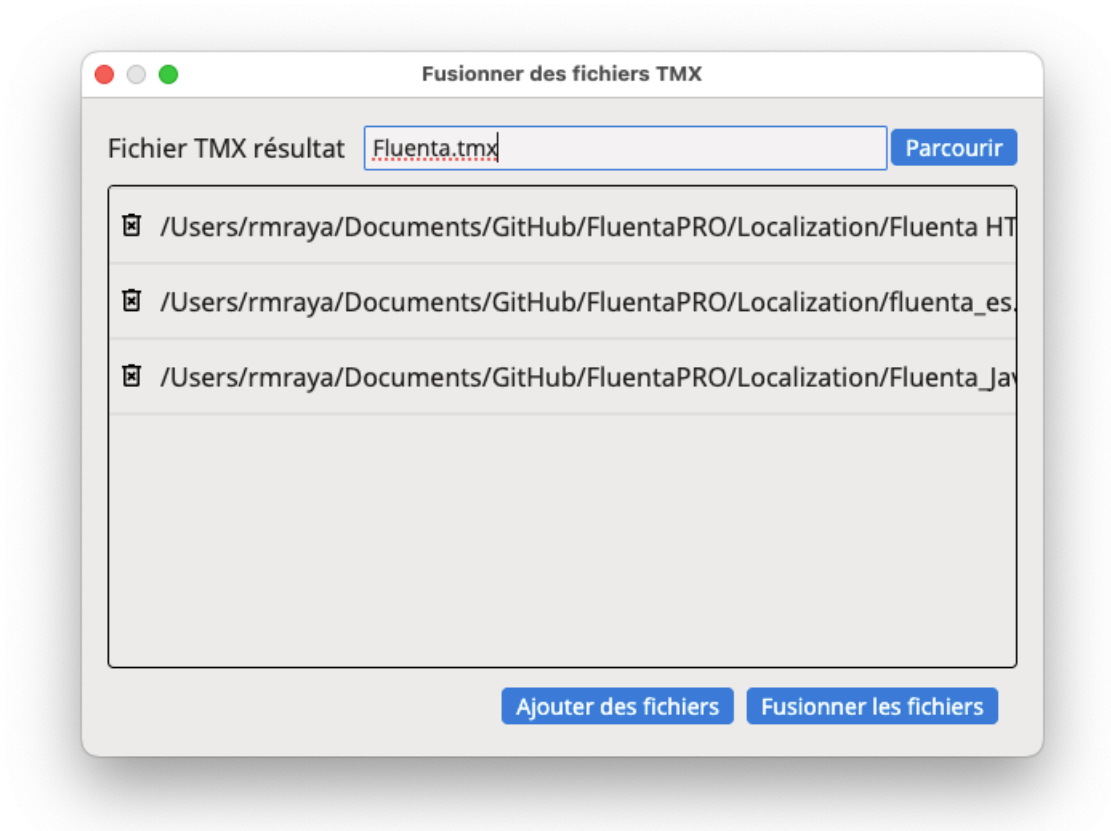 Fusionner des fichiers TMX
Fichier TMX résultat Fluenta.tmx Parcourir
/Users/rmraya/Documents/GitHub/FluentaPRO/Localization/Fluenta HT
/Users/rmraya/Documents/GitHub/FluentaPRO/Localization/fluenta_es.
/Users/rmraya/Documents/GitHub/FluentaPRO/Localization/Fluenta_Jav
Ajouter des fichiers Fusionner les fichiers